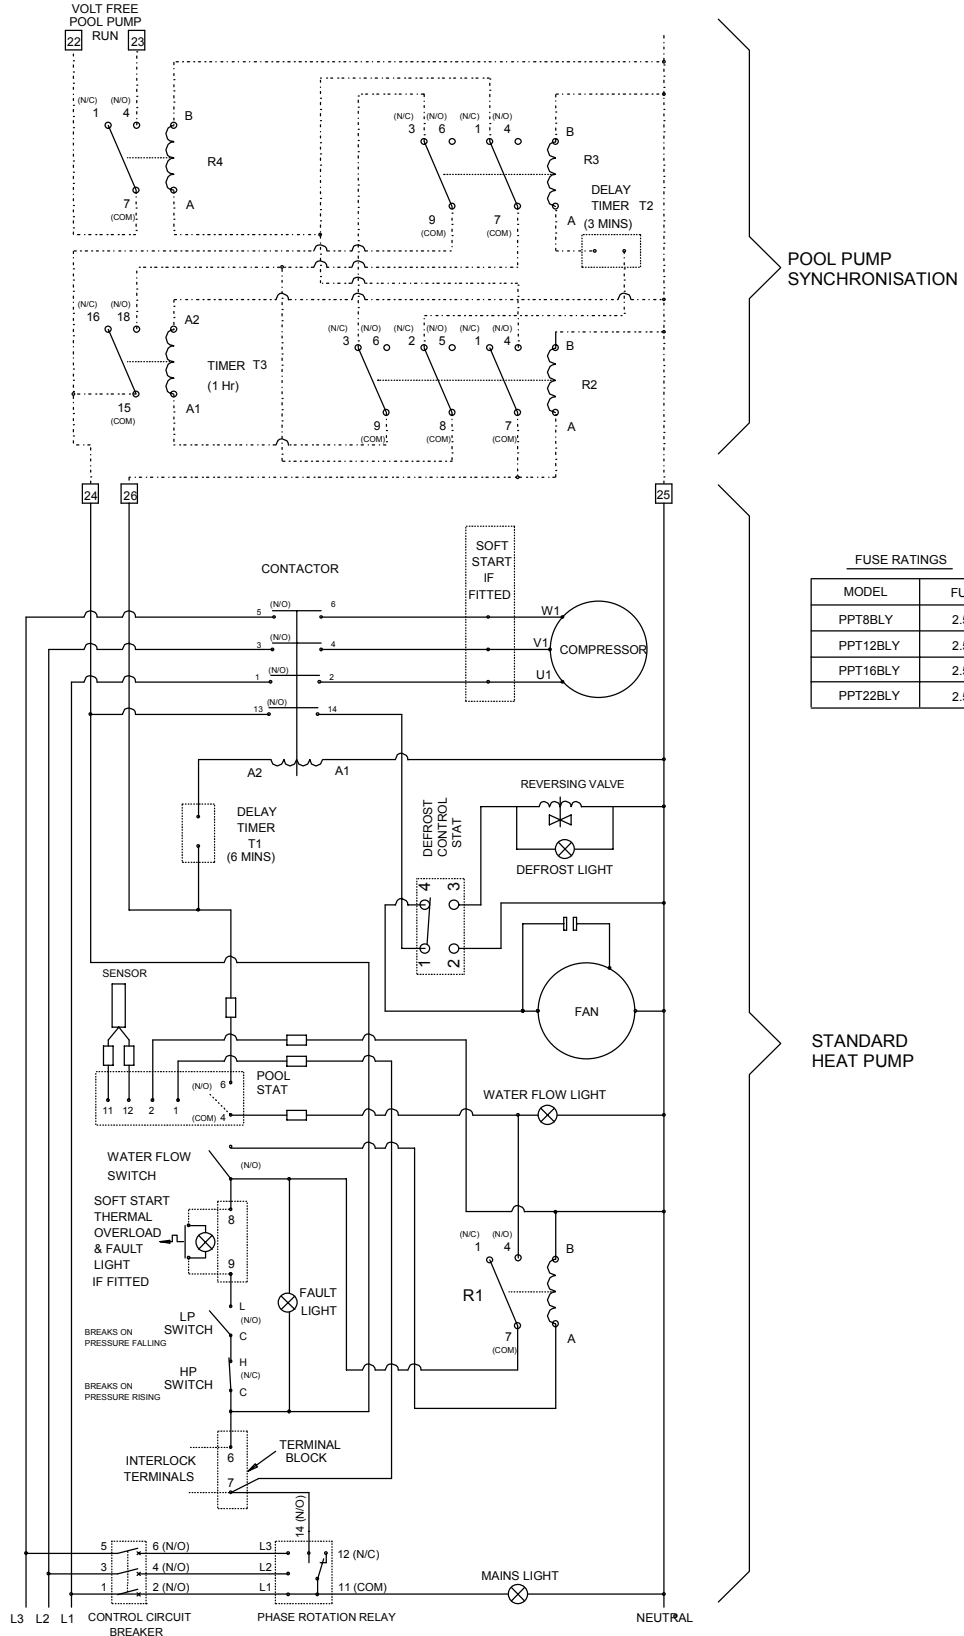 VOLT FREE
POOL PUMP
RUN
22
23
(N/C) (N/O)
1 4
B
R4
A
7
(COM)
(N/C) (N/O) (N/C) (N/O)
3 6 1 4
B
R3
DELAY
TIMER T2
(3 MINS)
A
9 7
(COM) (COM)
POOL PUMP
SYNCHRONISATION
(N/C) (N/O)
16 18
A2
TIMER T3
(1 Hr)
A1
15
(COM)
(N/C) (N/O) (N/C) (N/O) (N/C) (N/O)
3 6 2 5 1 4
B
R2
A
9 8 7
(COM) (COM) (COM)
24 26 25
SOFT
START
IF
FITTED
CONTACTOR
5 (N/O) 6
W1
3 (N/O) 4
V1
COMPRESSOR
1 (N/O) 2
U1
13 (N/O) 14
A2 A1
FUSE RATINGS
MODEL FU
PPT8BLY 2.5
PPT12BLY 2.5
PPT16BLY 2.5
PPT22BLY 2.5
DELAY
TIMER
T1
(6 MINS)
DEFROST
CONTROL
STAT
REVERSING VALVE
DEFROST LIGHT
4 3
1 2
FAN
SENSOR
POOL
STAT
(N/O) 6
11 12 2 1 (COM) 4
WATER FLOW LIGHT
STANDARD
HEAT PUMP
WATER FLOW
SWITCH
(N/O)
SOFT START
THERMAL
OVERLOAD
& FAULT
LIGHT
IF FITTED
8
9
FAULT
LIGHT
(N/C) (N/O)
1 4
B
R1
A
7
(COM)
L
(N/O)
C
LP
SWITCH
BREAKS ON
PRESSURE FALLING
H
(N/C)
C
HP
SWITCH
BREAKS ON
PRESSURE RISING
INTERLOCK
TERMINALS
6
7
TERMINAL
BLOCK
14 (N/O)
5 6 (N/O) L3 12 (N/C)
3 4 (N/O) L2
1 2 (N/O) L1 11 (COM)
MAINS LIGHT
L3 L2 L1
CONTROL CIRCUIT
BREAKER
PHASE ROTATION RELAY
NEUTRAL